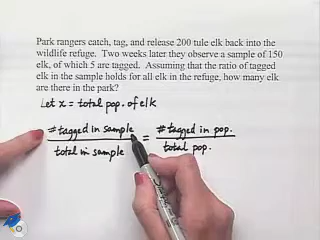 Park rangers catch, tag, and release 200 tule elk back into the
wildlife refuge. Two weeks later they observe a sample of 150
elk, of which 5 are tagged. Assuming that the ratio of tagged
elk in the sample holds for all elk in the refuge, how many elk
are there in the park?
Let x = total pop. of elk
# tagged in sample / total in sample = # tagged in pop. / total pop.